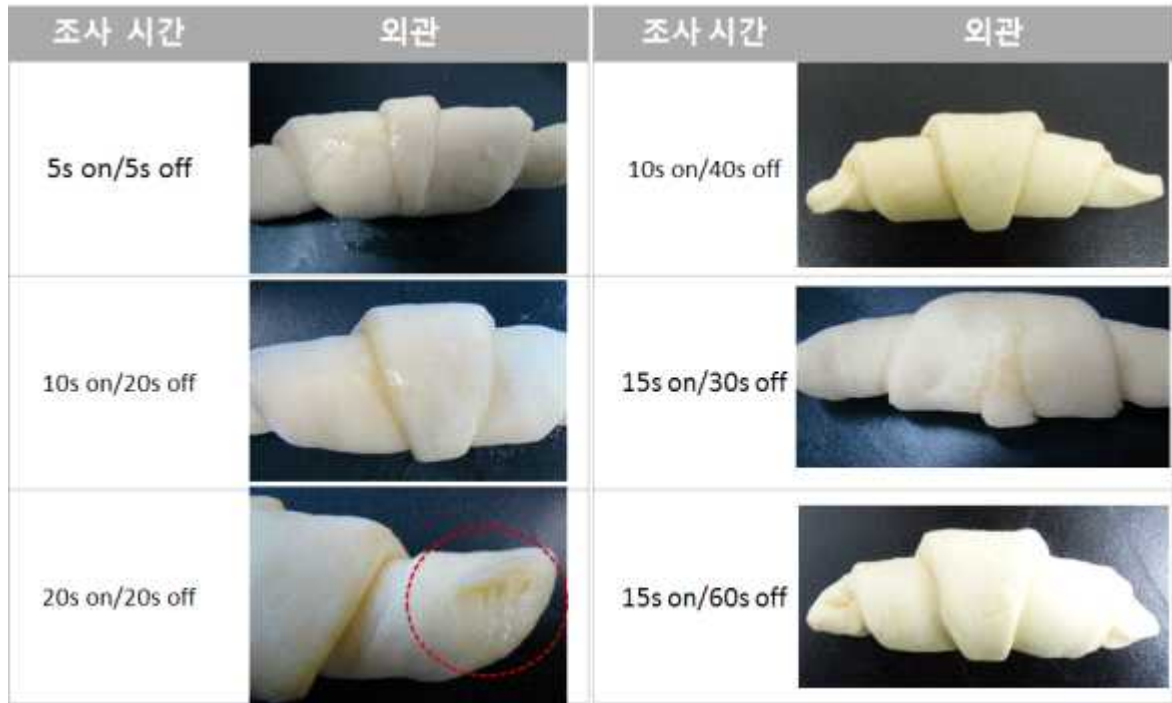 조사 시간 외관 조사 시간 외관
5s on/5s off 10s on/40s off
10s on/20s off 15s on/30s off
20s on/20s off 15s on/60s off